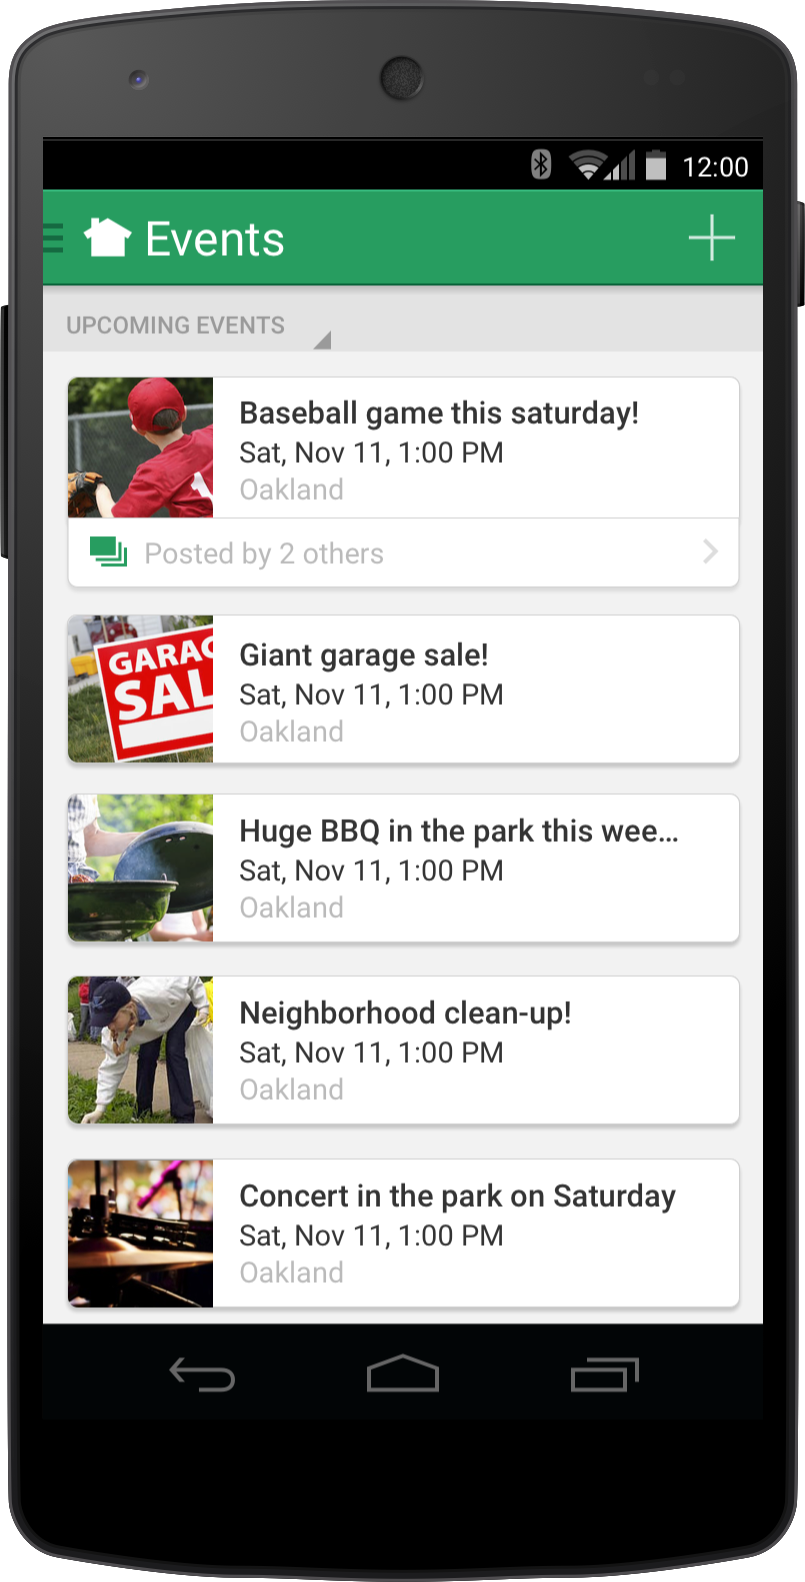 12:00
Events
UPCOMING EVENTS
Baseball game this saturday!
Sat, Nov 11, 1:00 PM
Oakland
Posted by 2 others
GARAG
SAL
Giant garage sale!
Sat, Nov 11, 1:00 PM
Oakland
Huge BBQ in the park this wee...
Sat, Nov 11, 1:00 PM
Oakland
Neighborhood clean-up!
Sat, Nov 11, 1:00 PM
Oakland
Concert in the park on Saturday
Sat, Nov 11, 1:00 PM
Oakland